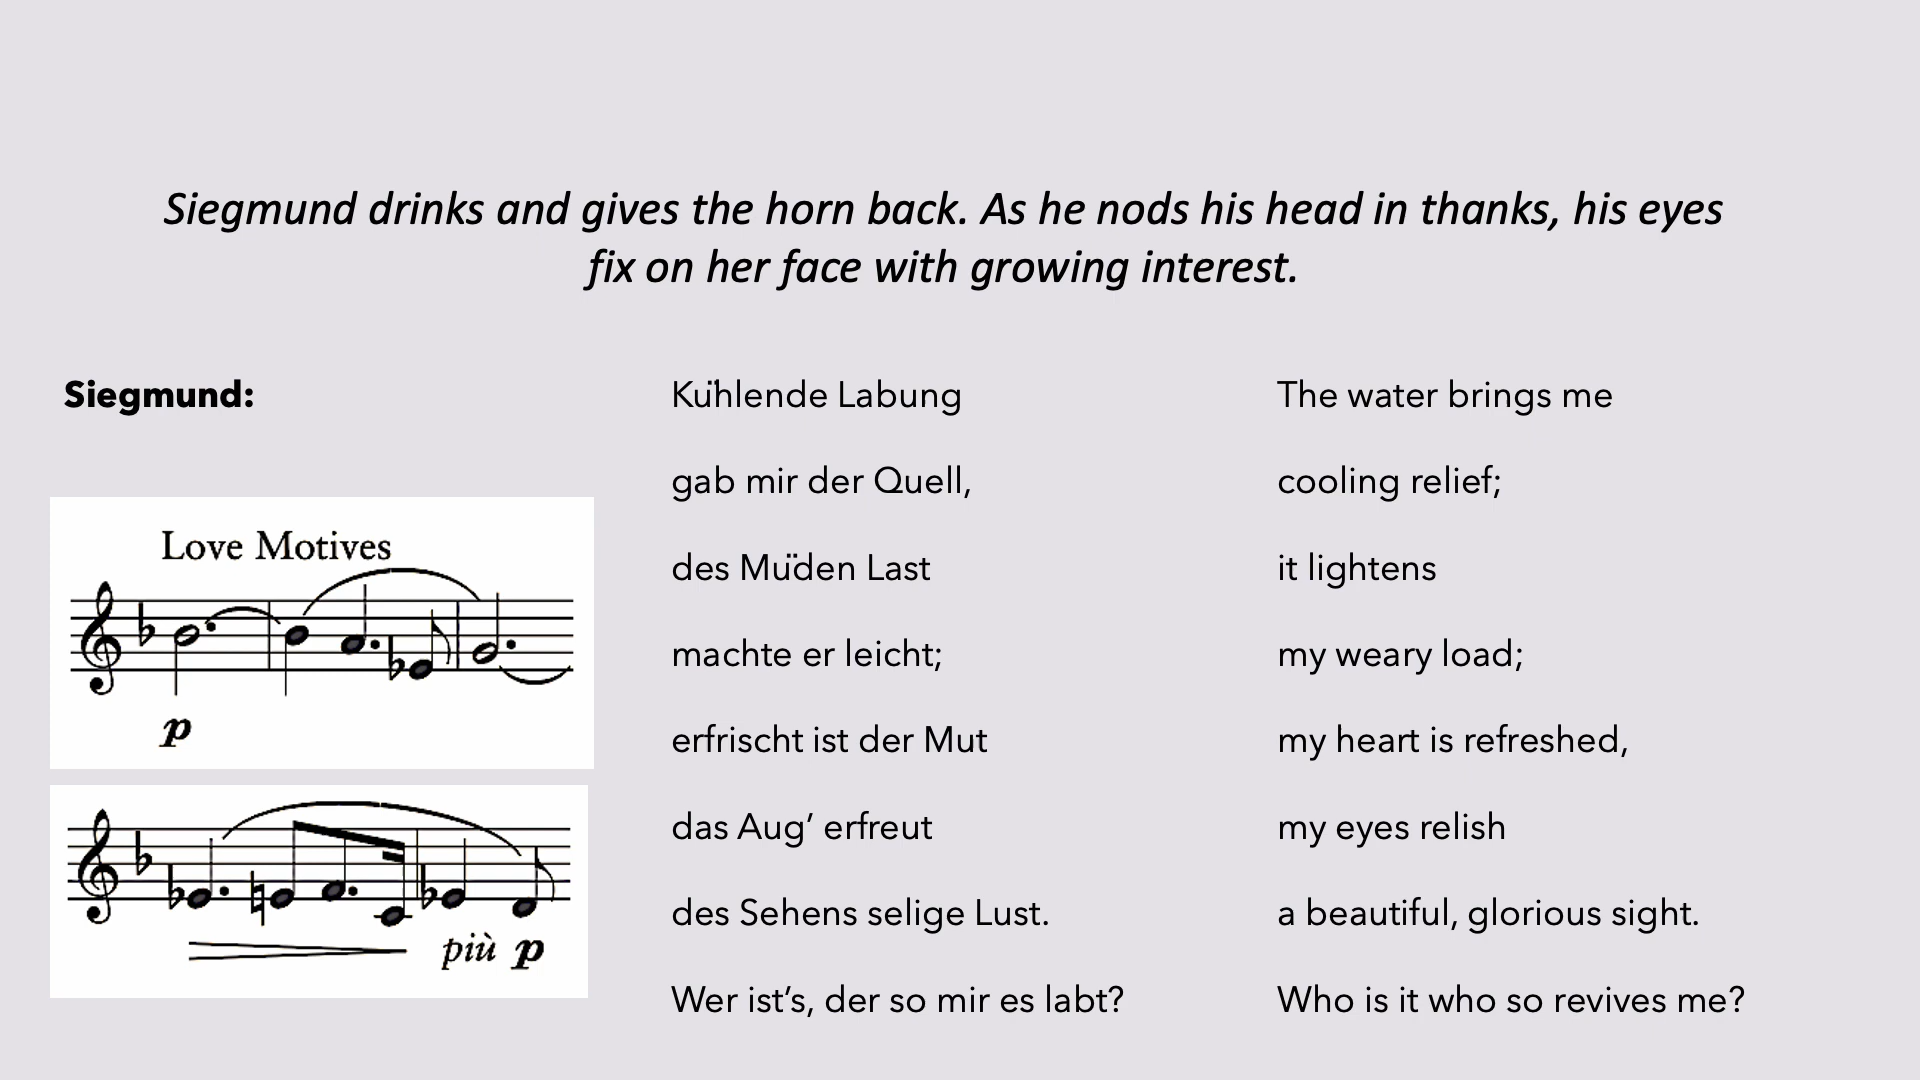 Siegmund drinks and gives the horn back. As he nods his head in thanks, his eyes
fix on her face with growing interest.
Siegmund:
Love Motives
p
più p
Kühlende Labung
gab mir der Quell,
des Müden Last
machte er leicht;
erfrischt ist der Mut
das Aug’ erfreut
des Sehens selige Lust.
Wer ist’s, der so mir es labt?
The water brings me
cooling relief;
it lightens
my weary load;
my heart is refreshed,
my eyes relish
a beautiful, glorious sight.
Who is it who so revives me?